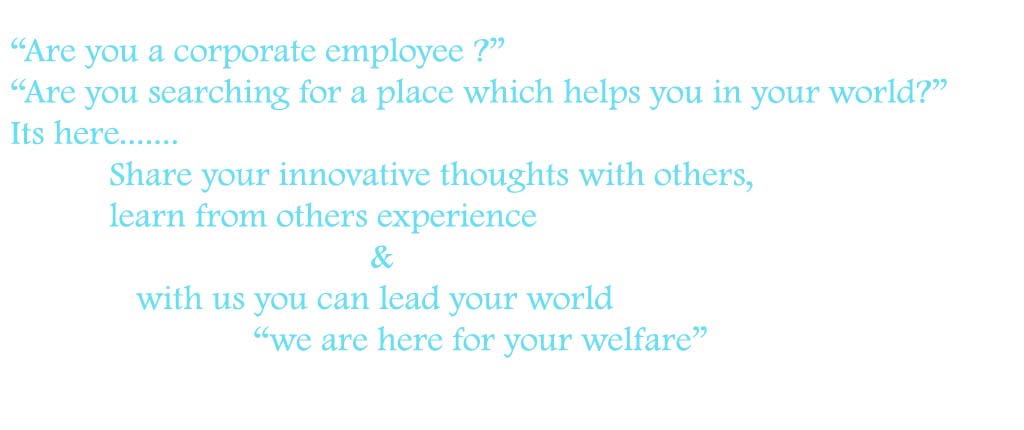 “Are you a corporate employee ?”
“Are you searching for a place which helps you in your world?”
Its here.......
Share your innovative thoughts with others,
learn from others experience
&
with us you can lead your world
“we are here for your welfare”